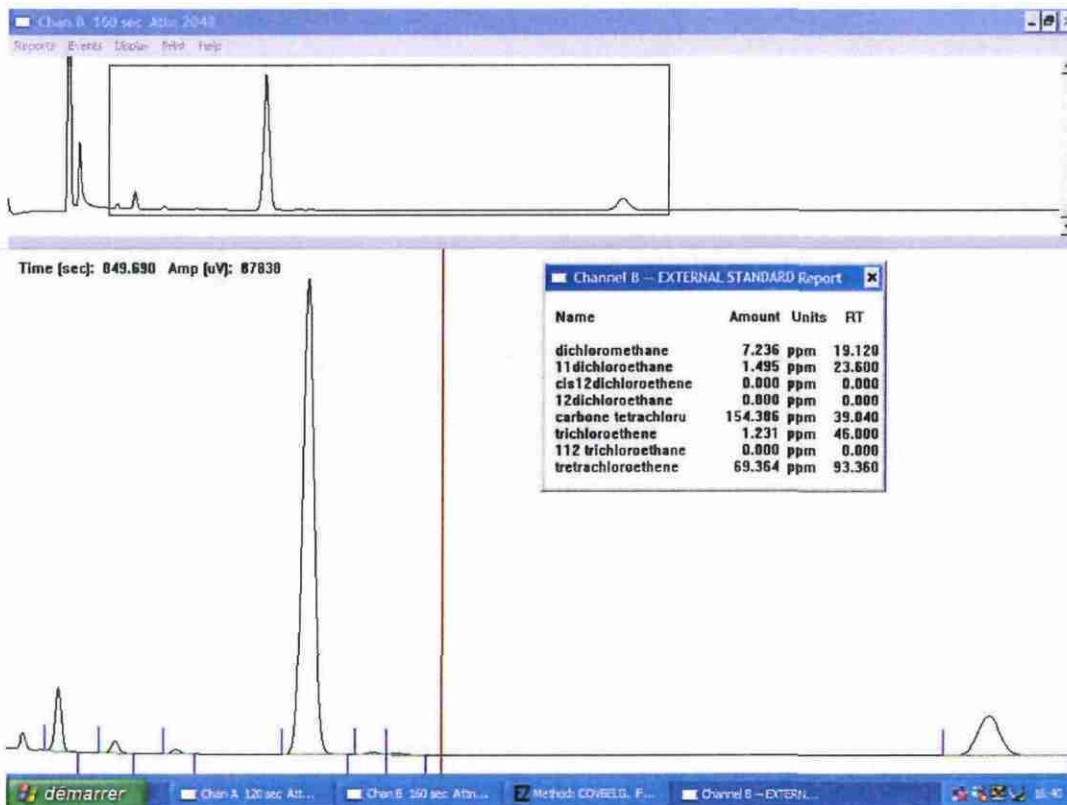 Chan B 160 sec Attn 2048
Reports Events Display Print Help
Time (sec): 849.690 Amp (uV): 87830
Channel B -- EXTERNAL STANDARD Report
Name Amount Units RT
dichloromethane 7.236 ppm 19.120
11dichloroethane 1.495 ppm 23.600
cis12dichloroethene 0.000 ppm 0.000
12dichloroethane 0.000 ppm 0.000
carbone tetrachloru 154.386 ppm 39.040
trichloroethene 1.231 ppm 46.000
112 trichloroethane 0.000 ppm 0.000
tretrachloroethene 69.364 ppm 93.360
démarrer
Chan A 120 sec Att...
Chan B 160 sec Attn...
Method: COVBELG, F...
Channel B -- EXTERN...
16:40